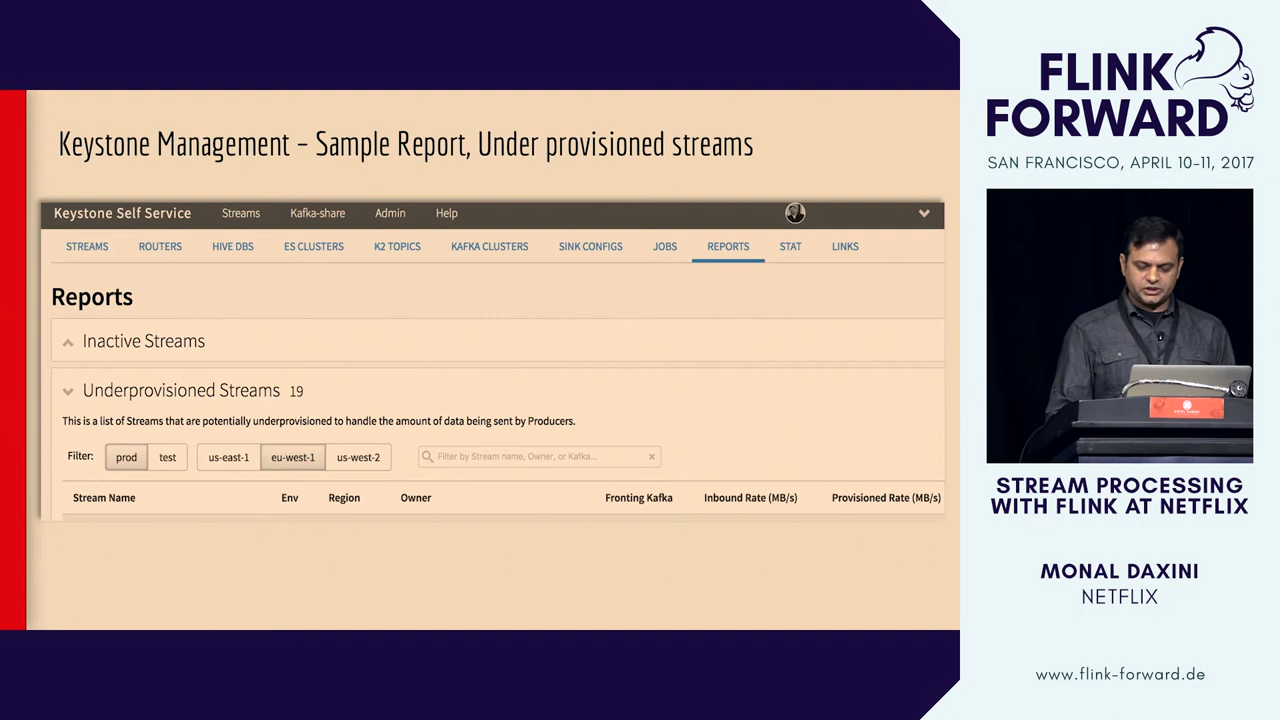 Keystone Management – Sample Report, Under provisioned streams
Keystone Self Service Streams Kafka-share Admin Help
STREAMS ROUTERS HIVE DBS ES CLUSTERS K2 TOPICS KAFKA CLUSTERS SINK CONFIGS JOBS REPORTS STAT LINKS
Reports
Inactive Streams
Underprovisioned Streams 19
This is a list of Streams that are potentially underprovisioned to handle the amount of data being sent by Producers.
Filter: prod test us-east-1 eu-west-1 us-west-2 Filter by Stream name, Owner, or Kafka... ×
Stream Name Env Region Owner Fronting Kafka Inbound Rate (MB/s) Provisioned Rate (MB/s)
FLINK
FORWARD
SAN FRANCISCO, APRIL 10-11, 2017
STREAM PROCESSING
WITH FLINK AT NETFLIX
MONAL DAXINI
NETFLIX
www.flink-forward.de